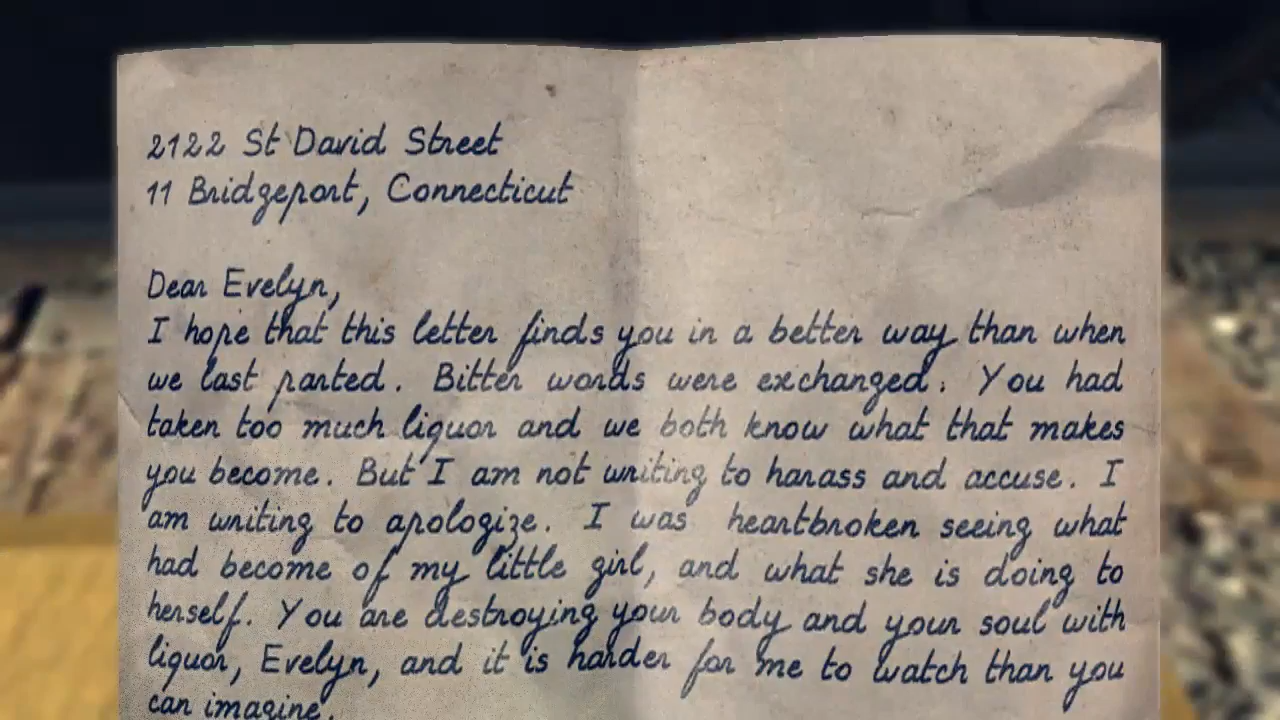 2122 St David Street
11 Bridgeport, Connecticut
Dear Evelyn,
I hope that this letter finds you in a better way than when
we last parted. Bitter words were exchanged. You had
taken too much liquor and we both know what that makes
you become. But I am not writing to harass and accuse. I
am writing to apologize. I was heartbroken seeing what
had become of my little girl, and what she is doing to
herself. You are destroying your body and your soul with
liquor, Evelyn, and it is harder for me to watch than you
can imagine.